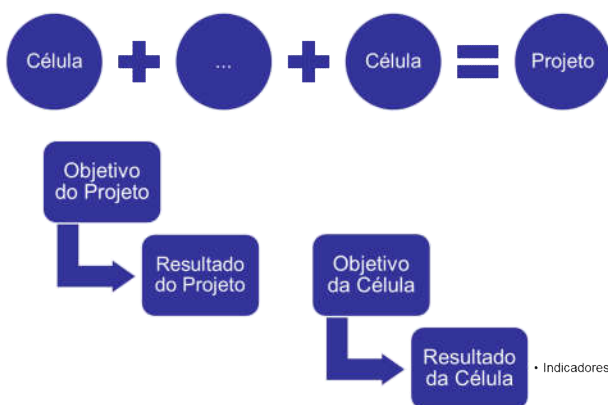 Célula
...
Célula
Projeto
Objetivo
do Projeto
Resultado
do Projeto
Objetivo
da Célula
Resultado
da Célula
• Indicadores